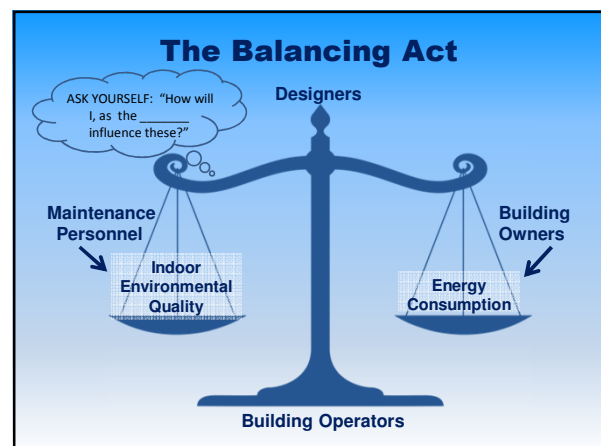 The Balancing Act
ASK YOURSELF: “How will
I, as the _______
influence these?”
Designers
Maintenance
Personnel
Building
Owners
Indoor
Environmental
Quality
Energy
Consumption
Building Operators